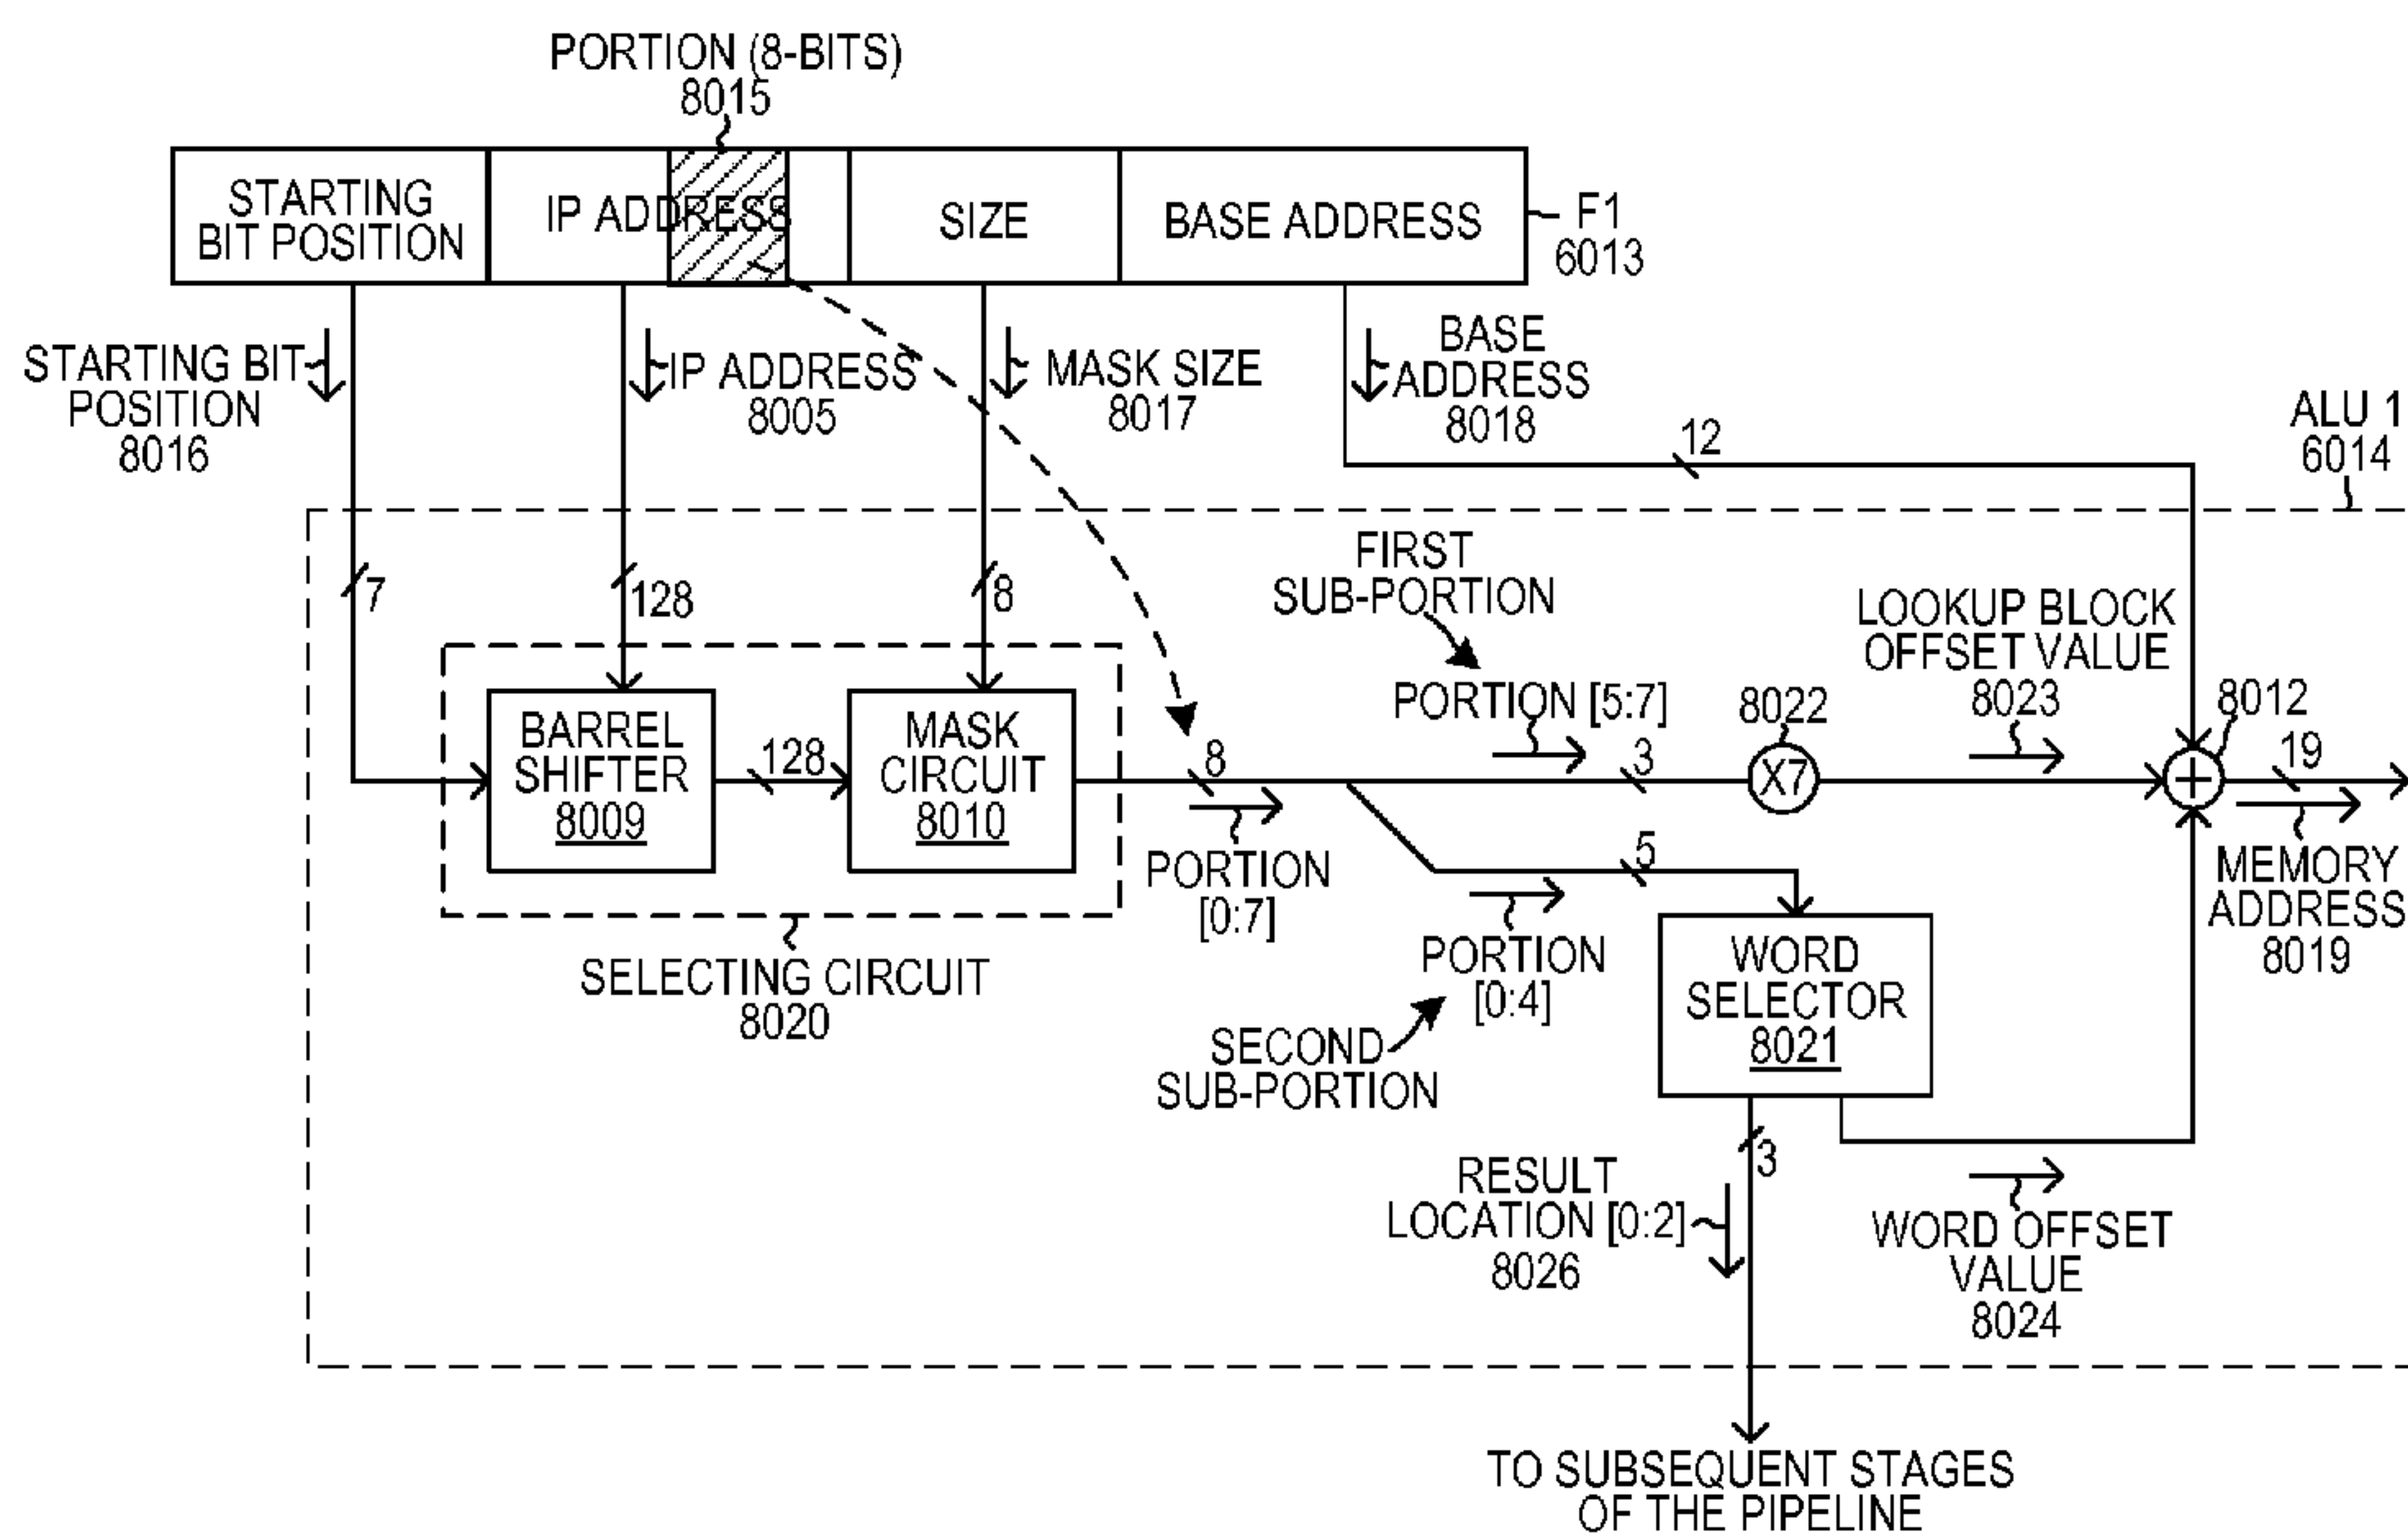 PORTION (8-BITS)
8015
STARTING
BIT POSITION
IP ADDRESS
SIZE
BASE ADDRESS
F1
6013
STARTING BIT
POSITION
8016
IP ADDRESS
8005
MASK SIZE
8017
BASE
ADDRESS
8018
12
ALU 1
6014
7
128
8
FIRST
SUB-PORTION
PORTION [5:7]
LOOKUP BLOCK
OFFSET VALUE
8023
8022
8012
BARREL
SHIFTER
8009
128
MASK
CIRCUIT
8010
8
3
X7
+
19
PORTION
[0:7]
5
PORTION
[0:4]
SECOND
SUB-PORTION
WORD
SELECTOR
8021
MEMORY
ADDRESS
8019
SELECTING CIRCUIT
8020
3
RESULT
LOCATION [0:2]
8026
WORD OFFSET
VALUE
8024
TO SUBSEQUENT STAGES
OF THE PIPELINE